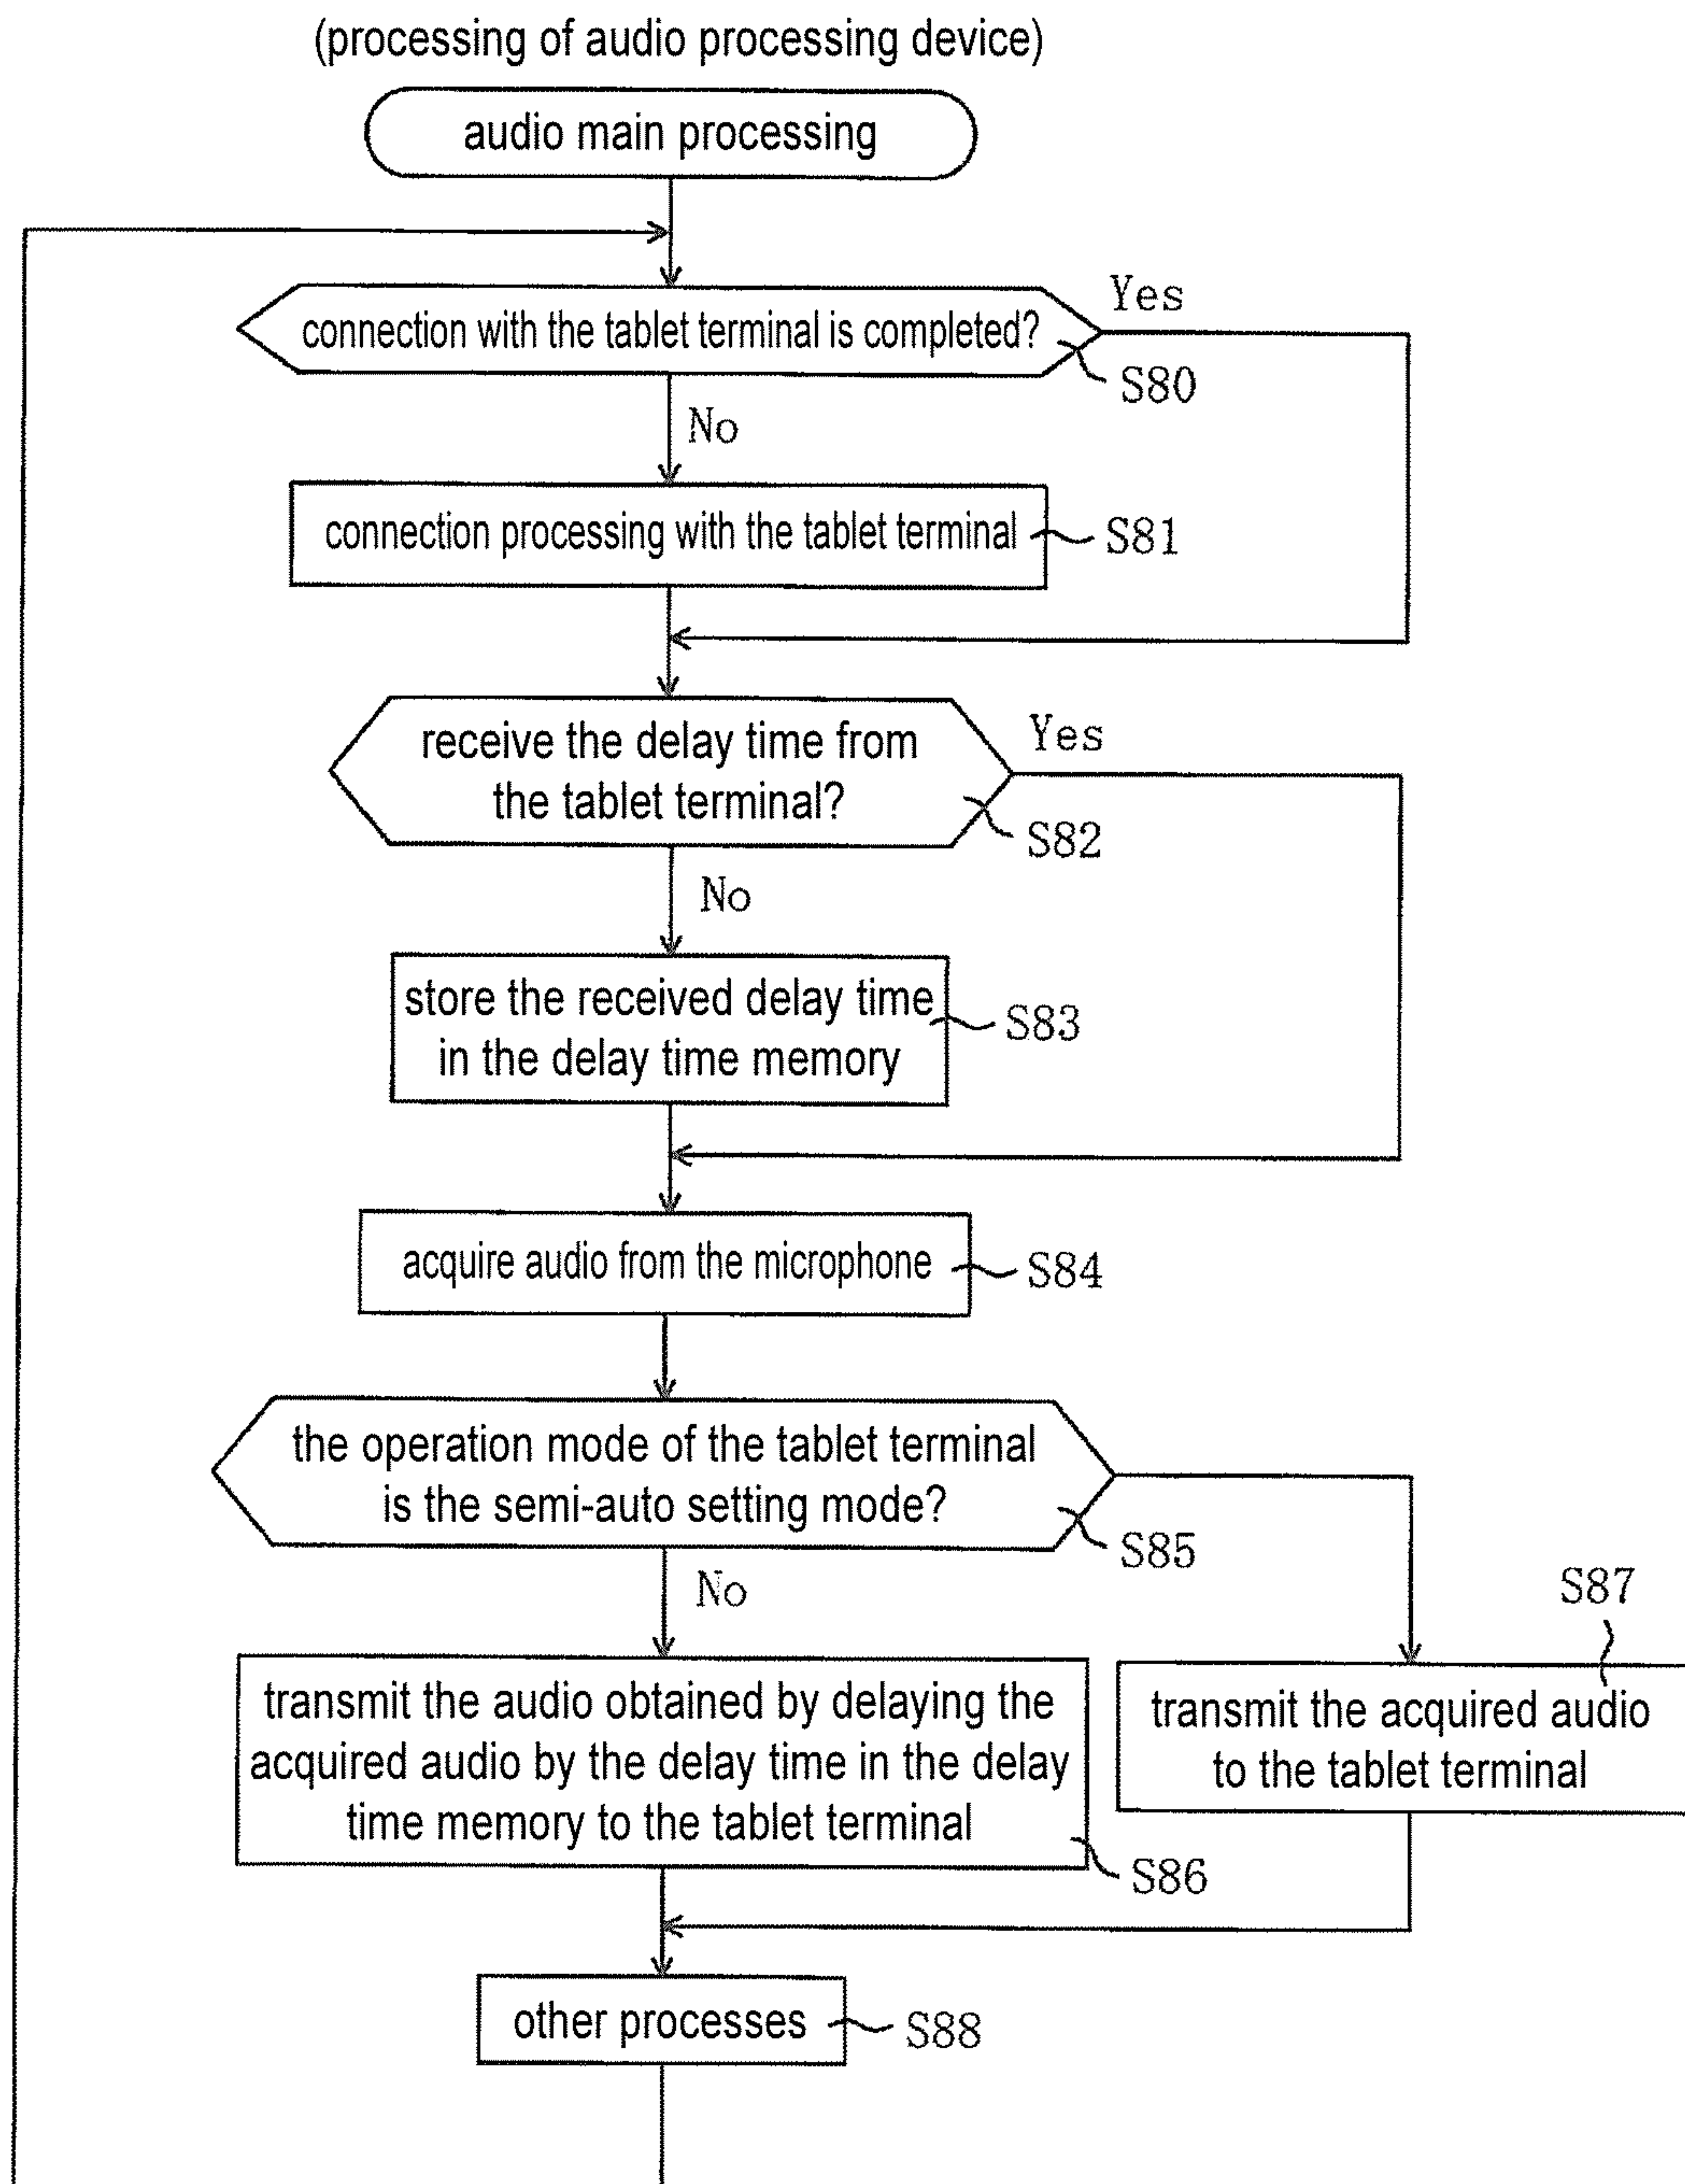 (processing of audio processing device)
audio main processing
Yes
connection with the tablet terminal is completed?
S80
No
connection processing with the tablet terminal
S81
receive the delay time from
the tablet terminal?
Yes
S82
No
store the received delay time
in the delay time memory
S83
acquire audio from the microphone
S84
the operation mode of the tablet terminal
is the semi-auto setting mode?
S85
No
S87
transmit the audio obtained by delaying the
acquired audio by the delay time in the delay
time memory to the tablet terminal
S86
transmit the acquired audio
to the tablet terminal
other processes
S88